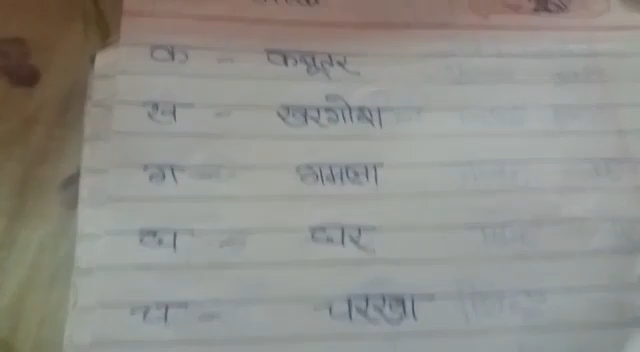 क - कबूतर
ख - खरगोश
ग - गमला
घ - घर
च - चरखा